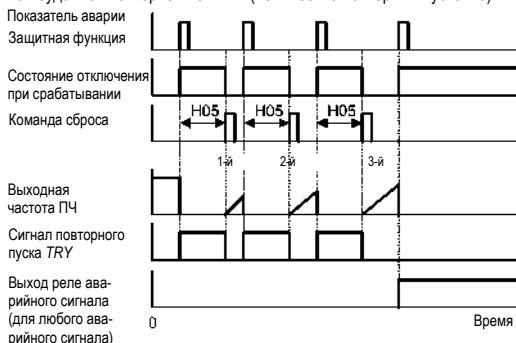 Показатель аварии
Защитная функция
Состояние отключения
при срабатывании
H05 H05 H05
Команда сброса
1-й 2-й 3-й
Выходная
частота ПЧ
Сигнал повторного
пуска TRY
Выход реле ава-
рийного сигнала
(для любого ава-
рийного сигнала)
0 Время